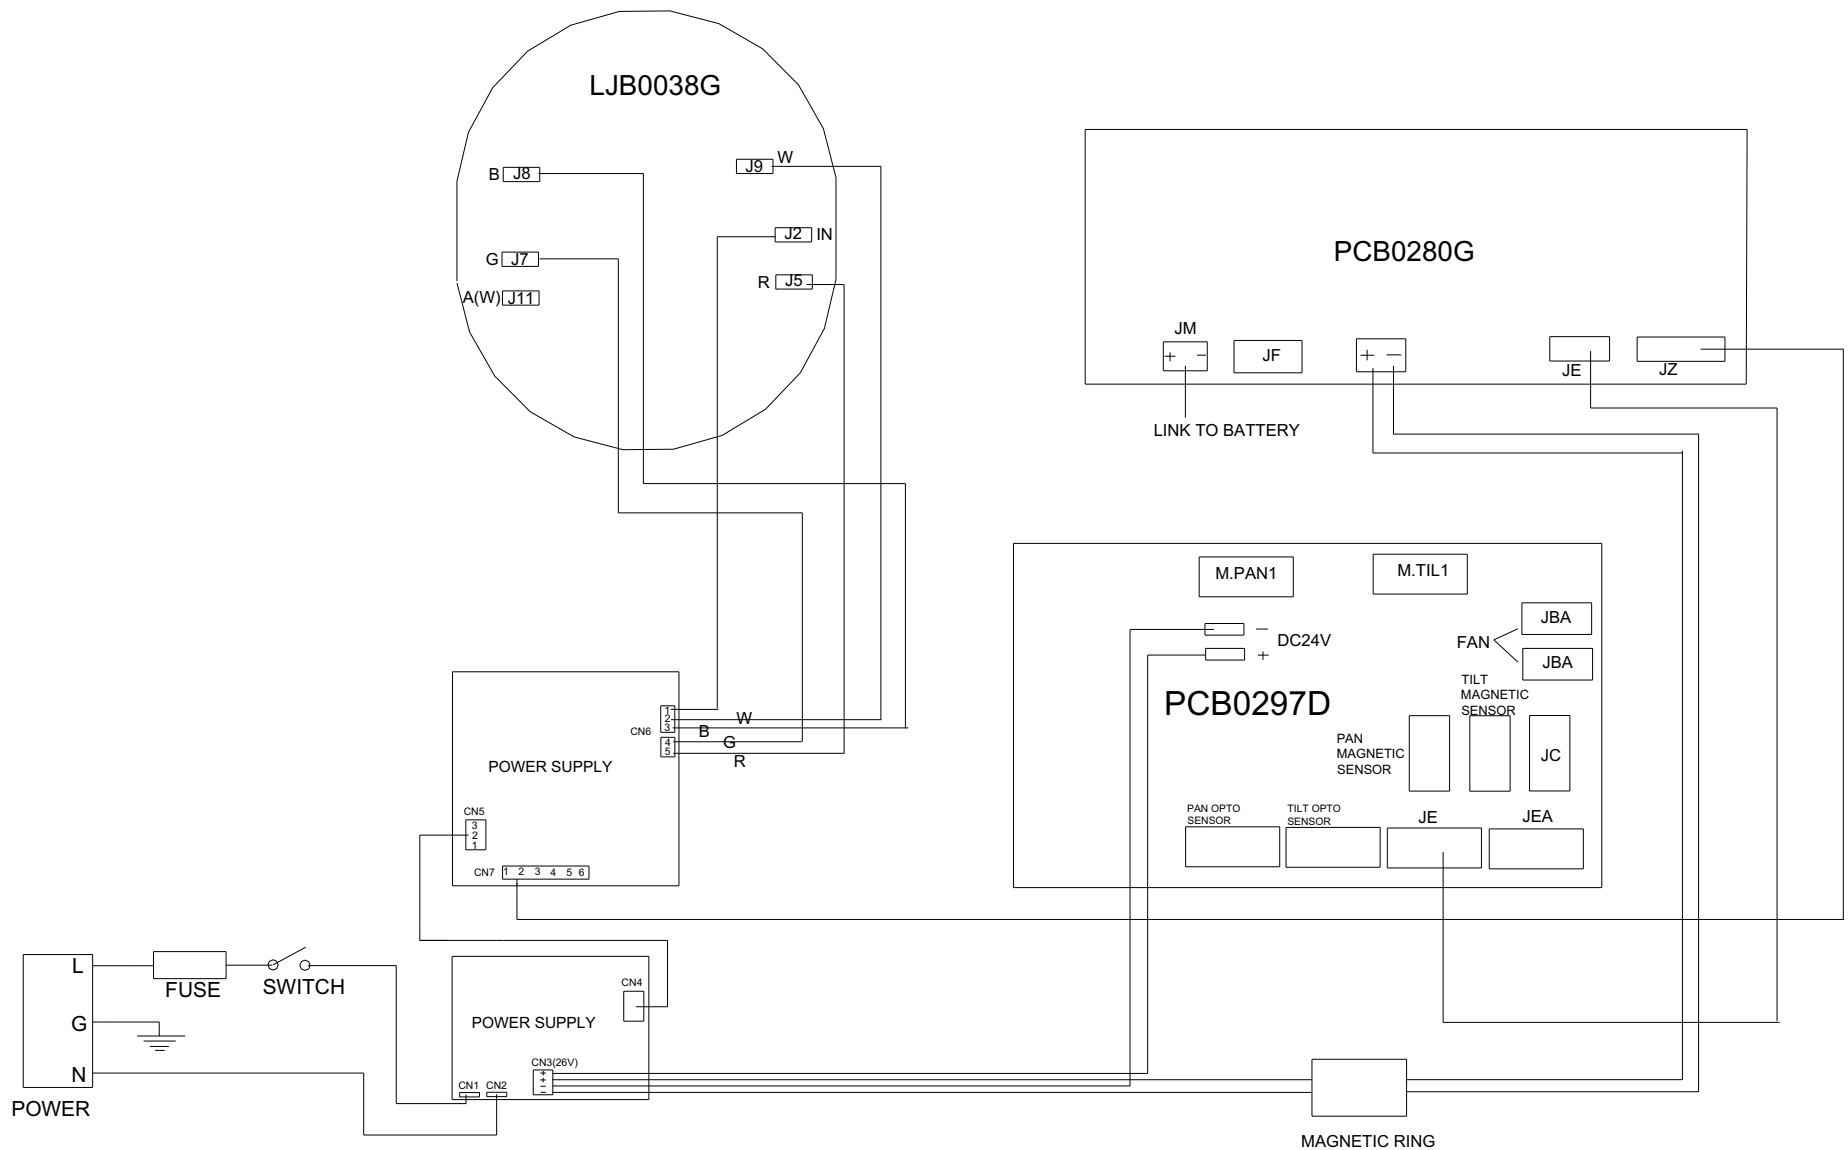 LJB0038G
B J8
J9 W
J2 IN
G J7
R J5
A(W) J11
PCB0280G
JM
+ -
JF
+ -
JE
JZ
LINK TO BATTERY
M.PAN1
M.TIL1
JBA
FAN
JBA
- DC24V
+
PCB0297D
TILT
MAGNETIC
SENSOR
PAN
MAGNETIC
SENSOR
JC
PAN OPTO
SENSOR
TILT OPTO
SENSOR
JE
JEA
1
2
3
4
5
CN6
W
B
G
R
POWER SUPPLY
CN5
3
2
1
CN7 1 2 3 4 5 6
L
FUSE
SWITCH
G
N
POWER
CN4
POWER SUPPLY
CN3(26V)
+
+
-
-
CN1 CN2
MAGNETIC RING